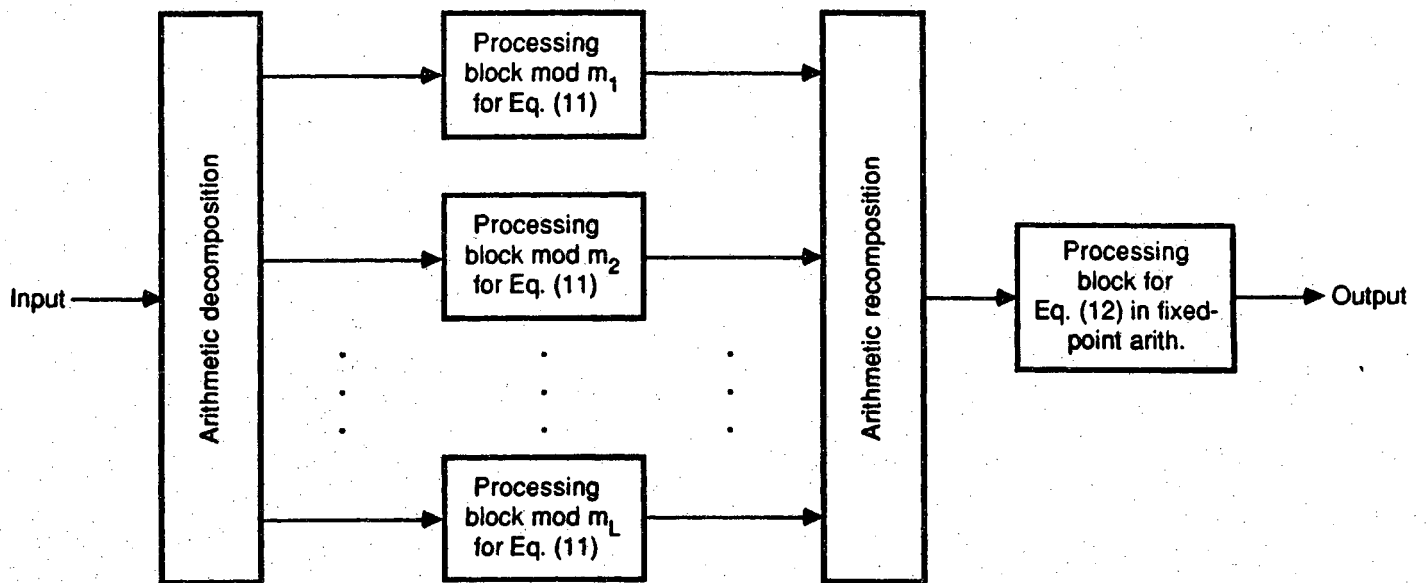 Input
Arithmetic decomposition
Processing
block mod m₁
for Eq. (11)
Processing
block mod m₂
for Eq. (11)
Processing
block mod m_L
for Eq. (11)
Arithmetic recomposition
Processing
block for
Eq. (12) in fixed-
point arith.
Output